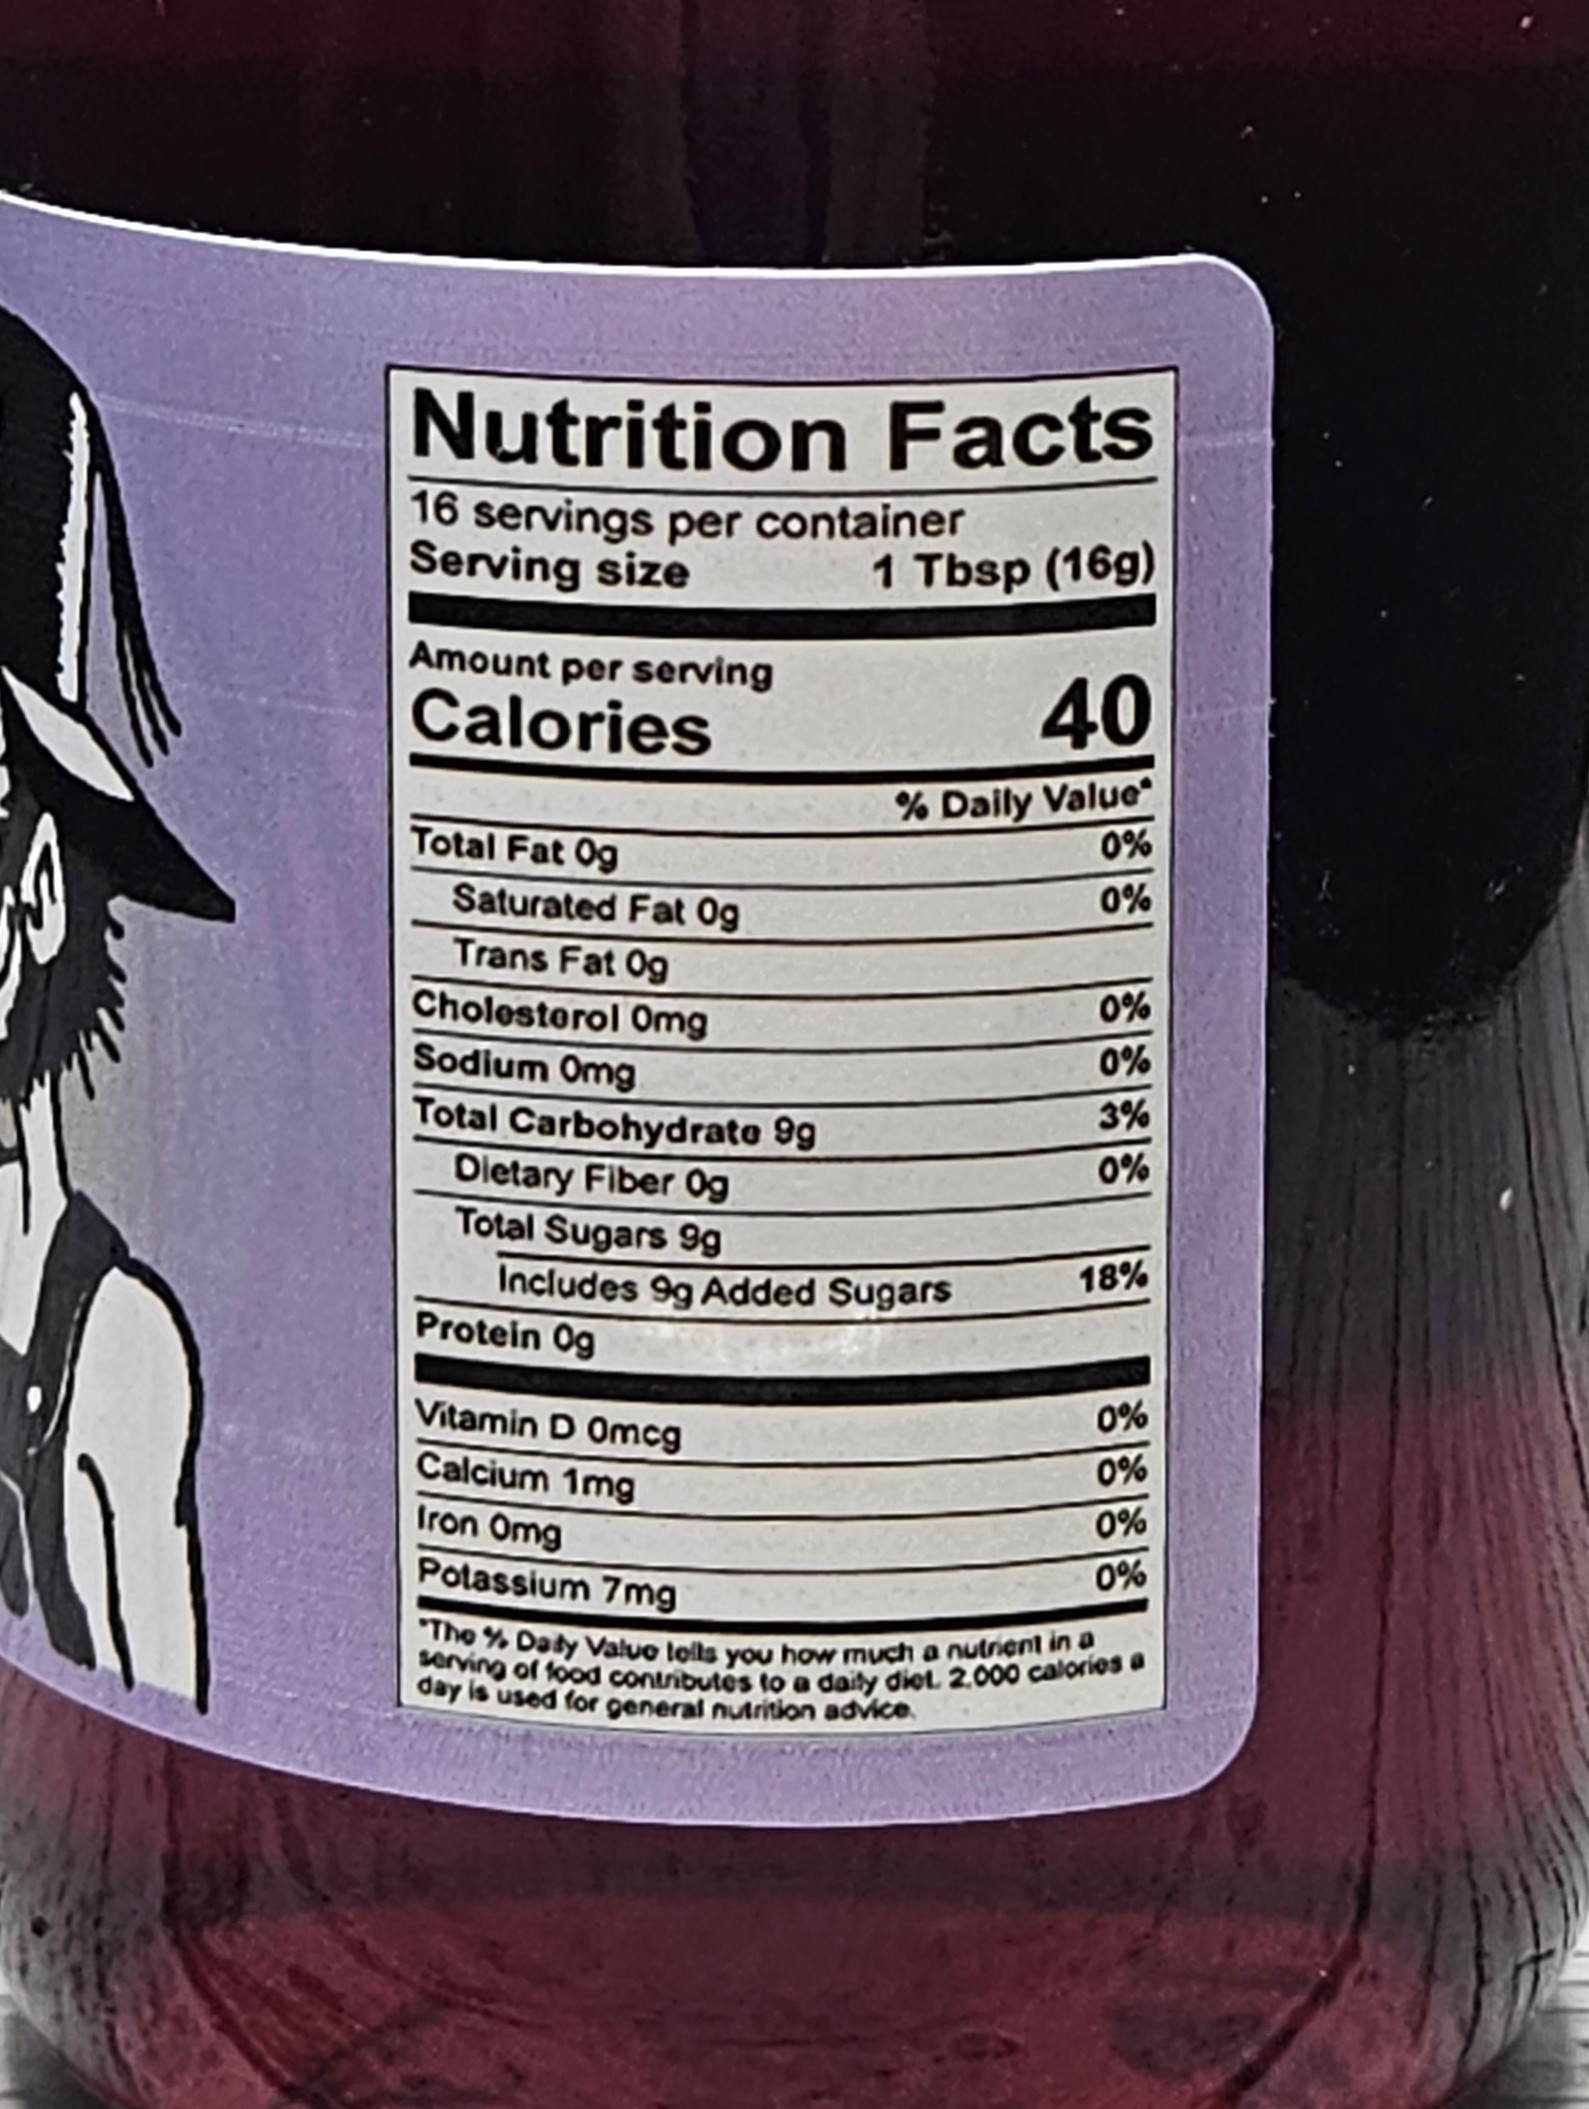 Nutrition Facts
16 servings per container
Serving size 1 Tbsp (16g)
Amount per serving
Calories 40
% Daily Value*
Total Fat 0g 0%
Saturated Fat 0g 0%
Trans Fat 0g
Cholesterol 0mg 0%
Sodium 0mg 0%
Total Carbohydrate 9g 3%
Dietary Fiber 0g 0%
Total Sugars 9g
Includes 9g Added Sugars 18%
Protein 0g
Vitamin D 0mcg 0%
Calcium 1mg 0%
Iron 0mg 0%
Potassium 7mg 0%
*The % Daily Value tells you how much a nutrient in a
serving of food contributes to a daily diet. 2,000 calories a
day is used for general nutrition advice.